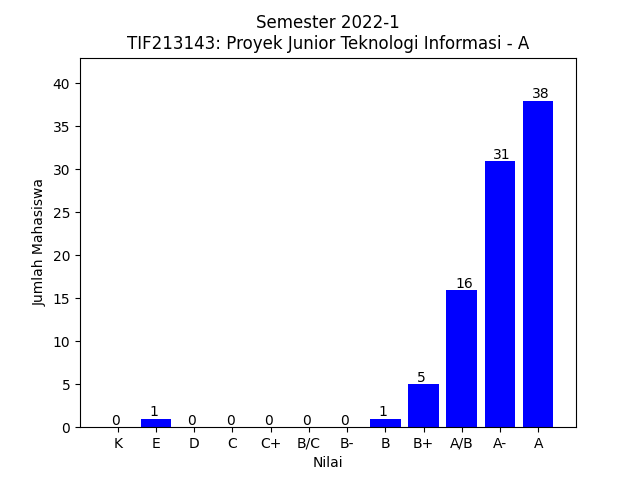 Semester 2022-1
TIF213143: Proyek Junior Teknologi Informasi - A
40
35
30
25
20
15
10
5
0
Jumlah Mahasiswa
0
1
0
0
0
0
0
1
5
16
31
38
K
E
D
C
C+
B/C
B-
B
B+
A/B
A-
A
Nilai